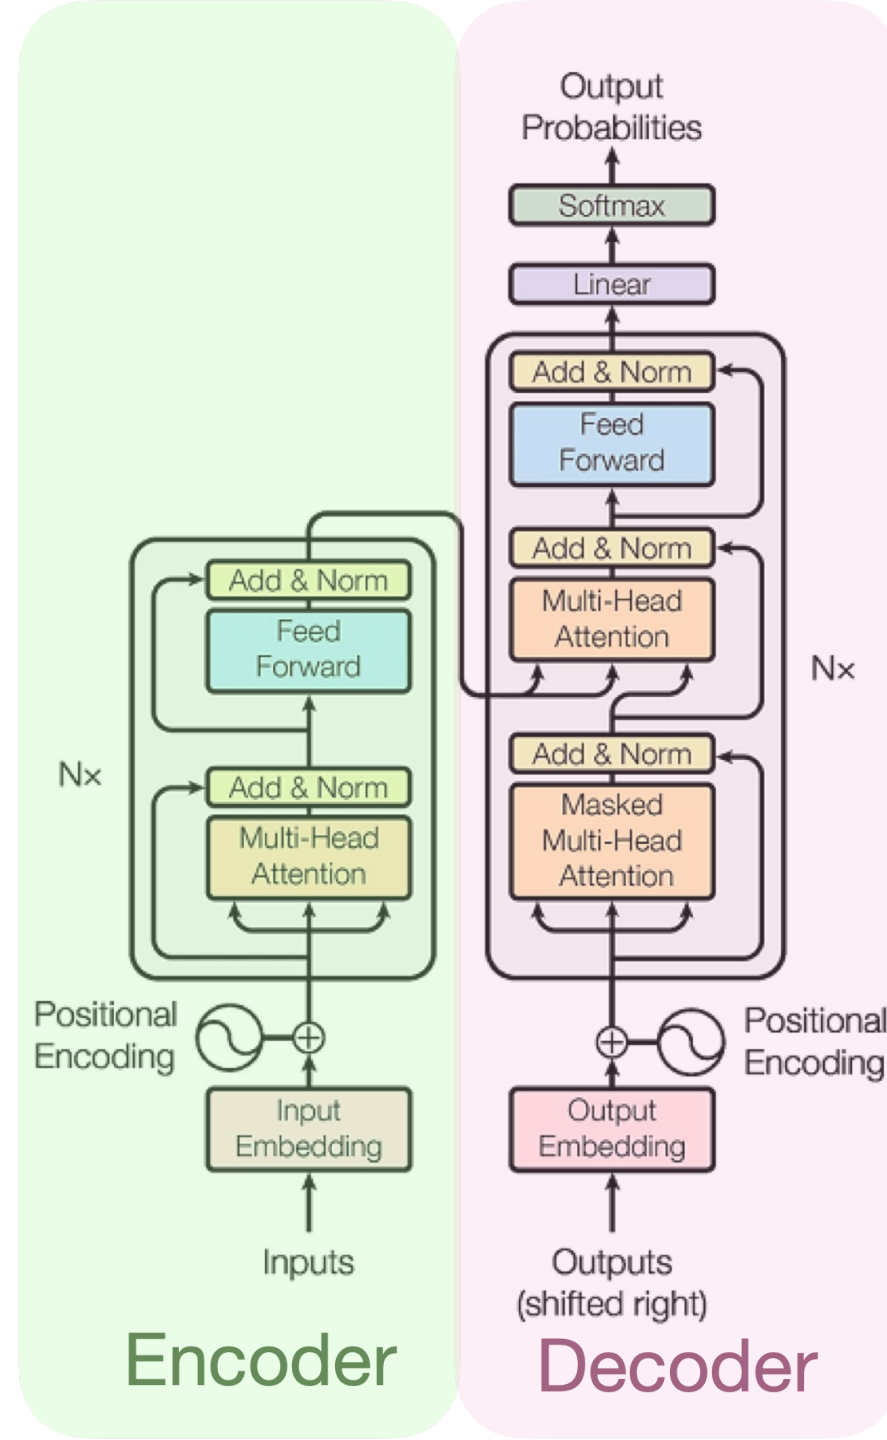 Output
Probabilities
Softmax
Linear
Add & Norm
Feed
Forward
Add & Norm
Multi-Head
Attention
Nx
Add & Norm
Masked
Multi-Head
Attention
Positional
Encoding
Output
Embedding
Outputs
(shifted right)
Decoder
Add & Norm
Feed
Forward
Nx
Add & Norm
Multi-Head
Attention
Positional
Encoding
Input
Embedding
Inputs
Encoder